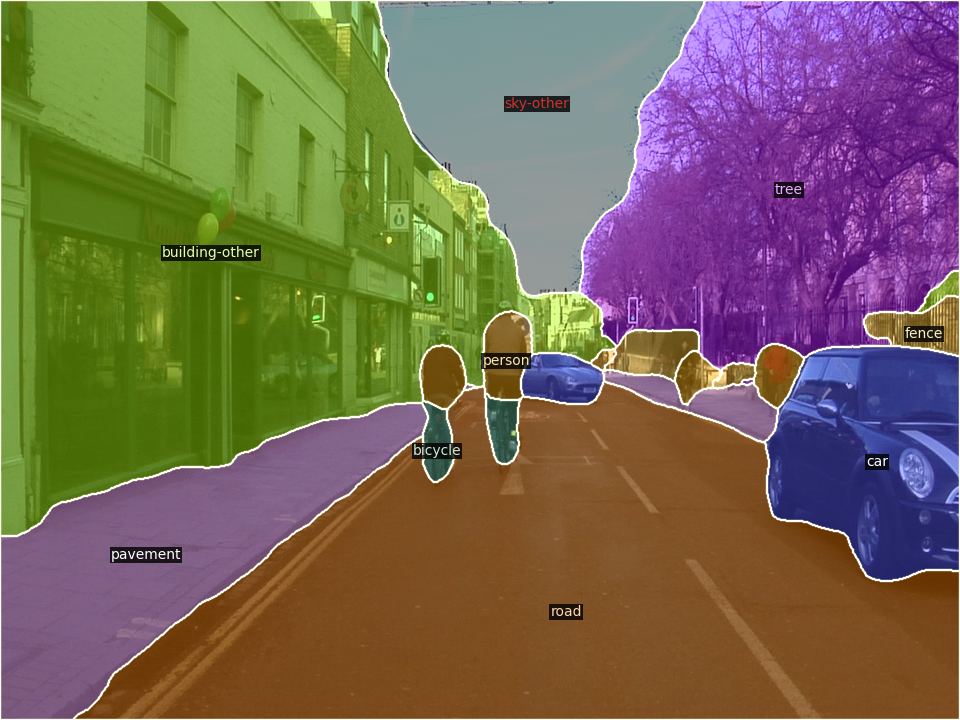 sky-other
tree
building-other
fence
person
bicycle
car
pavement
road